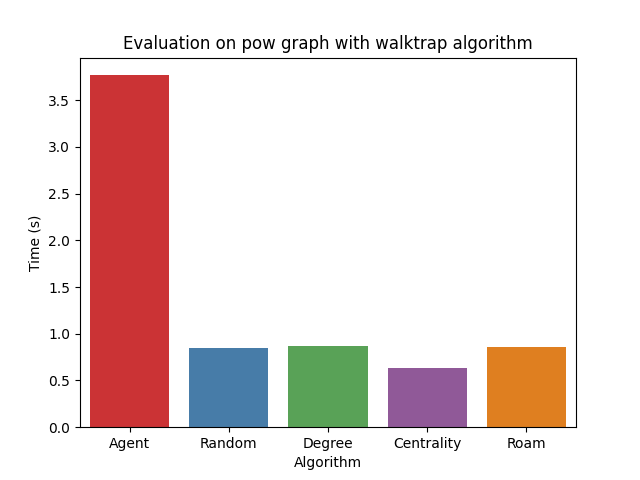 Evaluation on pow graph with walktrap algorithm
3.5
3.0
2.5
2.0
1.5
1.0
0.5
0.0
Time (s)
Agent Random Degree Centrality Roam
Algorithm